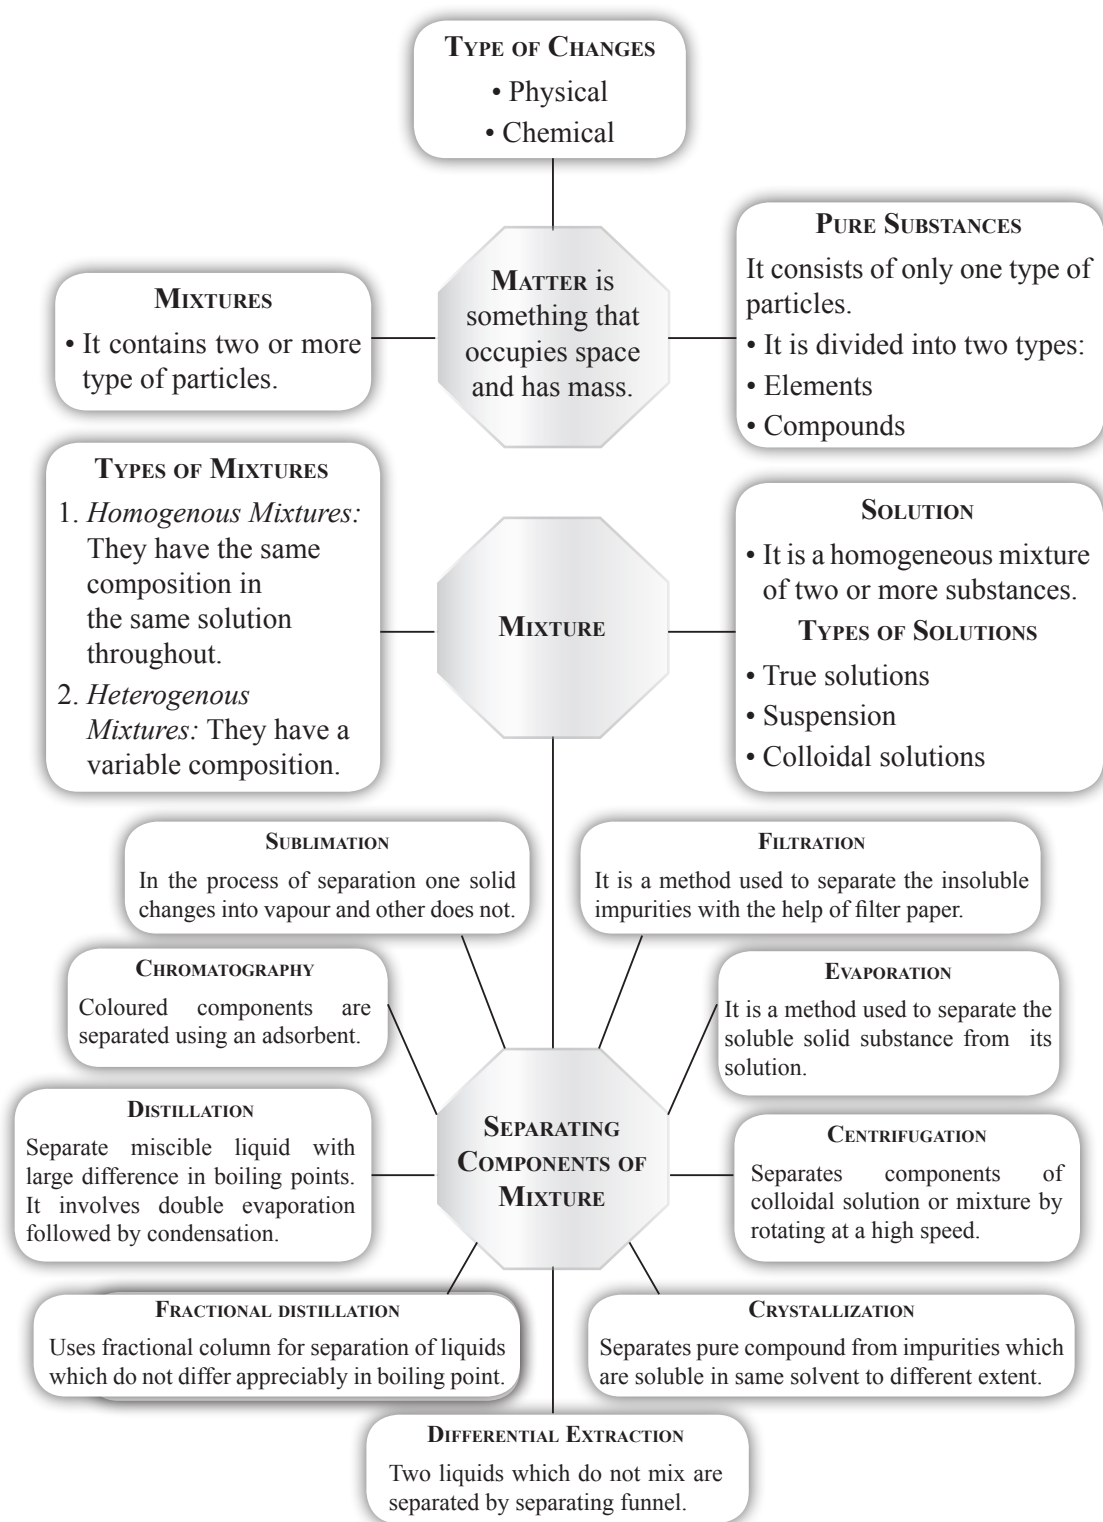 TYPE OF CHANGES
• Physical
• Chemical
MATTER is
something that
occupies space
and has mass.
PURE SUBSTANCES
It consists of only one type of
particles.
• It is divided into two types:
• Elements
• Compounds
MIXTURES
• It contains two or more
type of particles.
TYPES OF MIXTURES
1. Homogenous Mixtures:
They have the same
composition in
the same solution
throughout.
2. Heterogenous
Mixtures: They have a
variable composition.
MIXTURE
SOLUTION
• It is a homogeneous mixture
of two or more substances.
TYPES OF SOLUTIONS
• True solutions
• Suspension
• Colloidal solutions
SUBLIMATION
In the process of separation one solid
changes into vapour and other does not.
FILTRATION
It is a method used to separate the insoluble
impurities with the help of filter paper.
CHROMATOGRAPHY
Coloured components are
separated using an adsorbent.
EVAPORATION
It is a method used to separate the
soluble solid substance from its
solution.
DISTILLATION
Separate miscible liquid with
large difference in boiling points.
It involves double evaporation
followed by condensation.
SEPARATING
COMPONENTS OF
MIXTURE
CENTRIFUGATION
Separates components of
colloidal solution or mixture by
rotating at a high speed.
FRACTIONAL DISTILLATION
Uses fractional column for separation of liquids
which do not differ appreciably in boiling point.
CRYSTALLIZATION
Separates pure compound from impurities which
are soluble in same solvent to different extent.
DIFFERENTIAL EXTRACTION
Two liquids which do not mix are
separated by separating funnel.